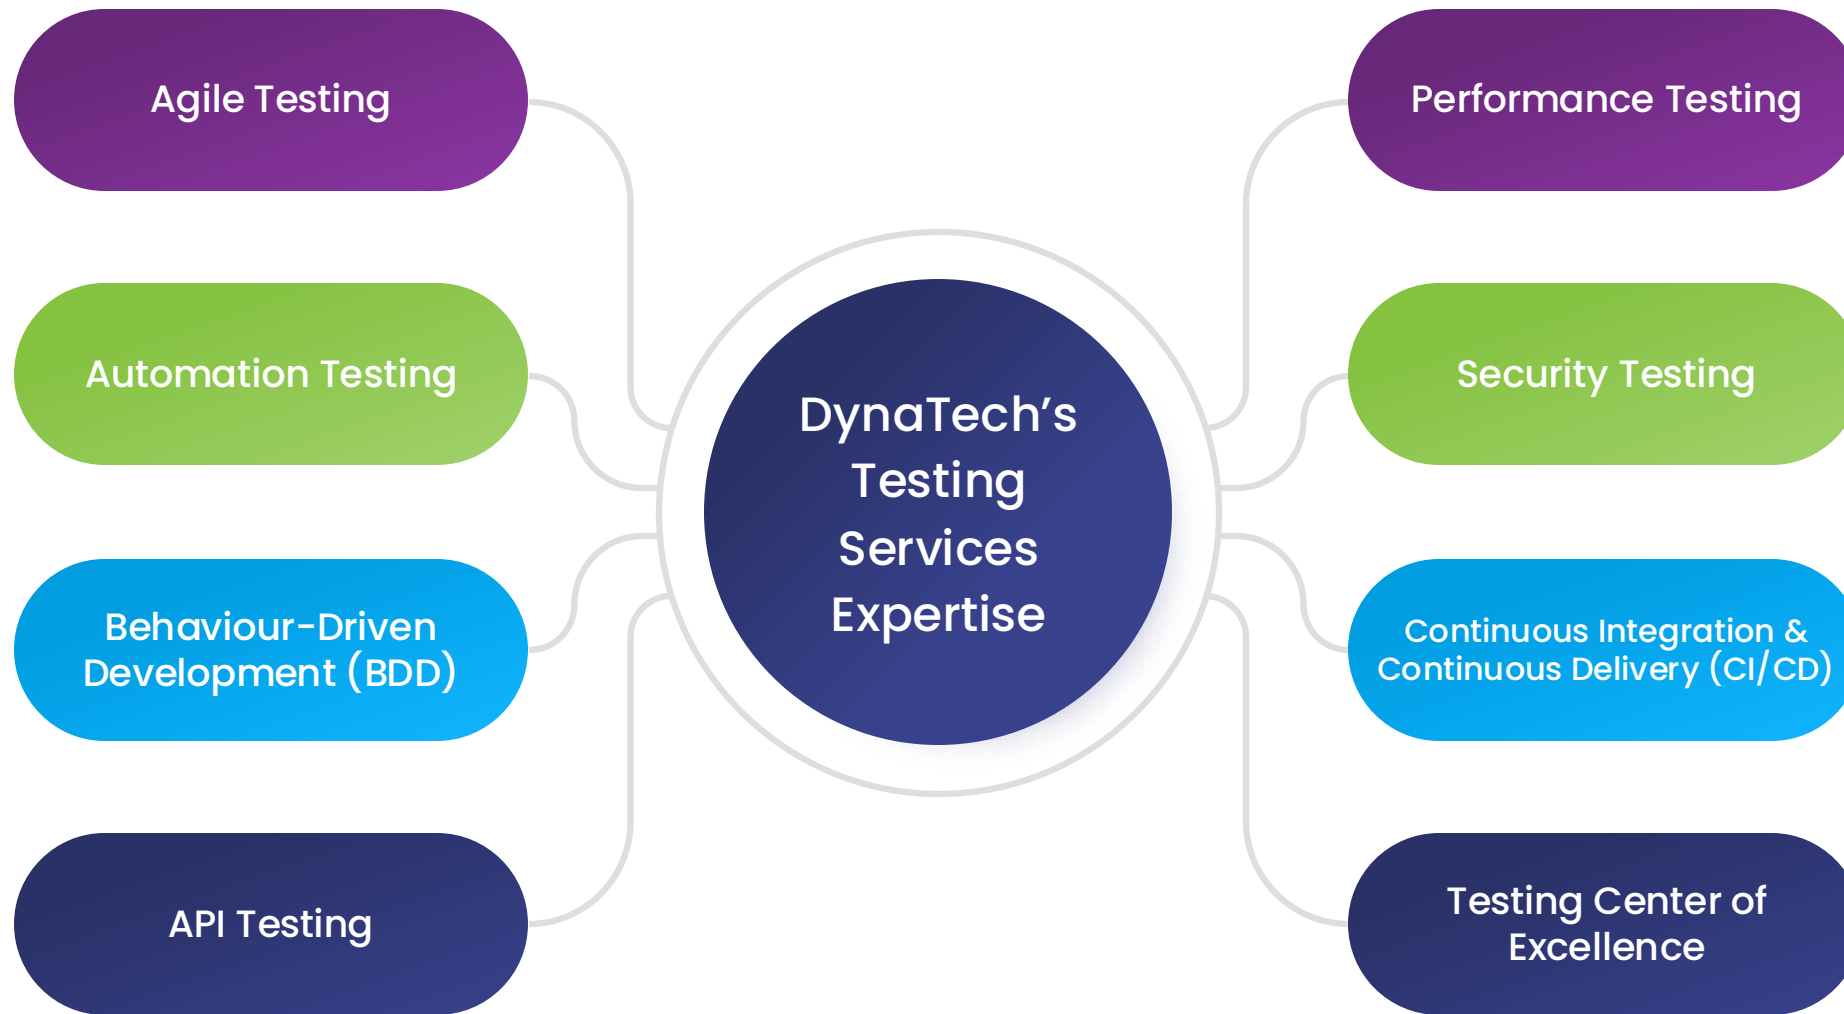 Agile Testing
Automation Testing
Behaviour-Driven
Development (BDD)
API Testing
DynaTech’s
Testing
Services
Expertise
Performance Testing
Security Testing
Continuous Integration &
Continuous Delivery (CI/CD)
Testing Center of
Excellence